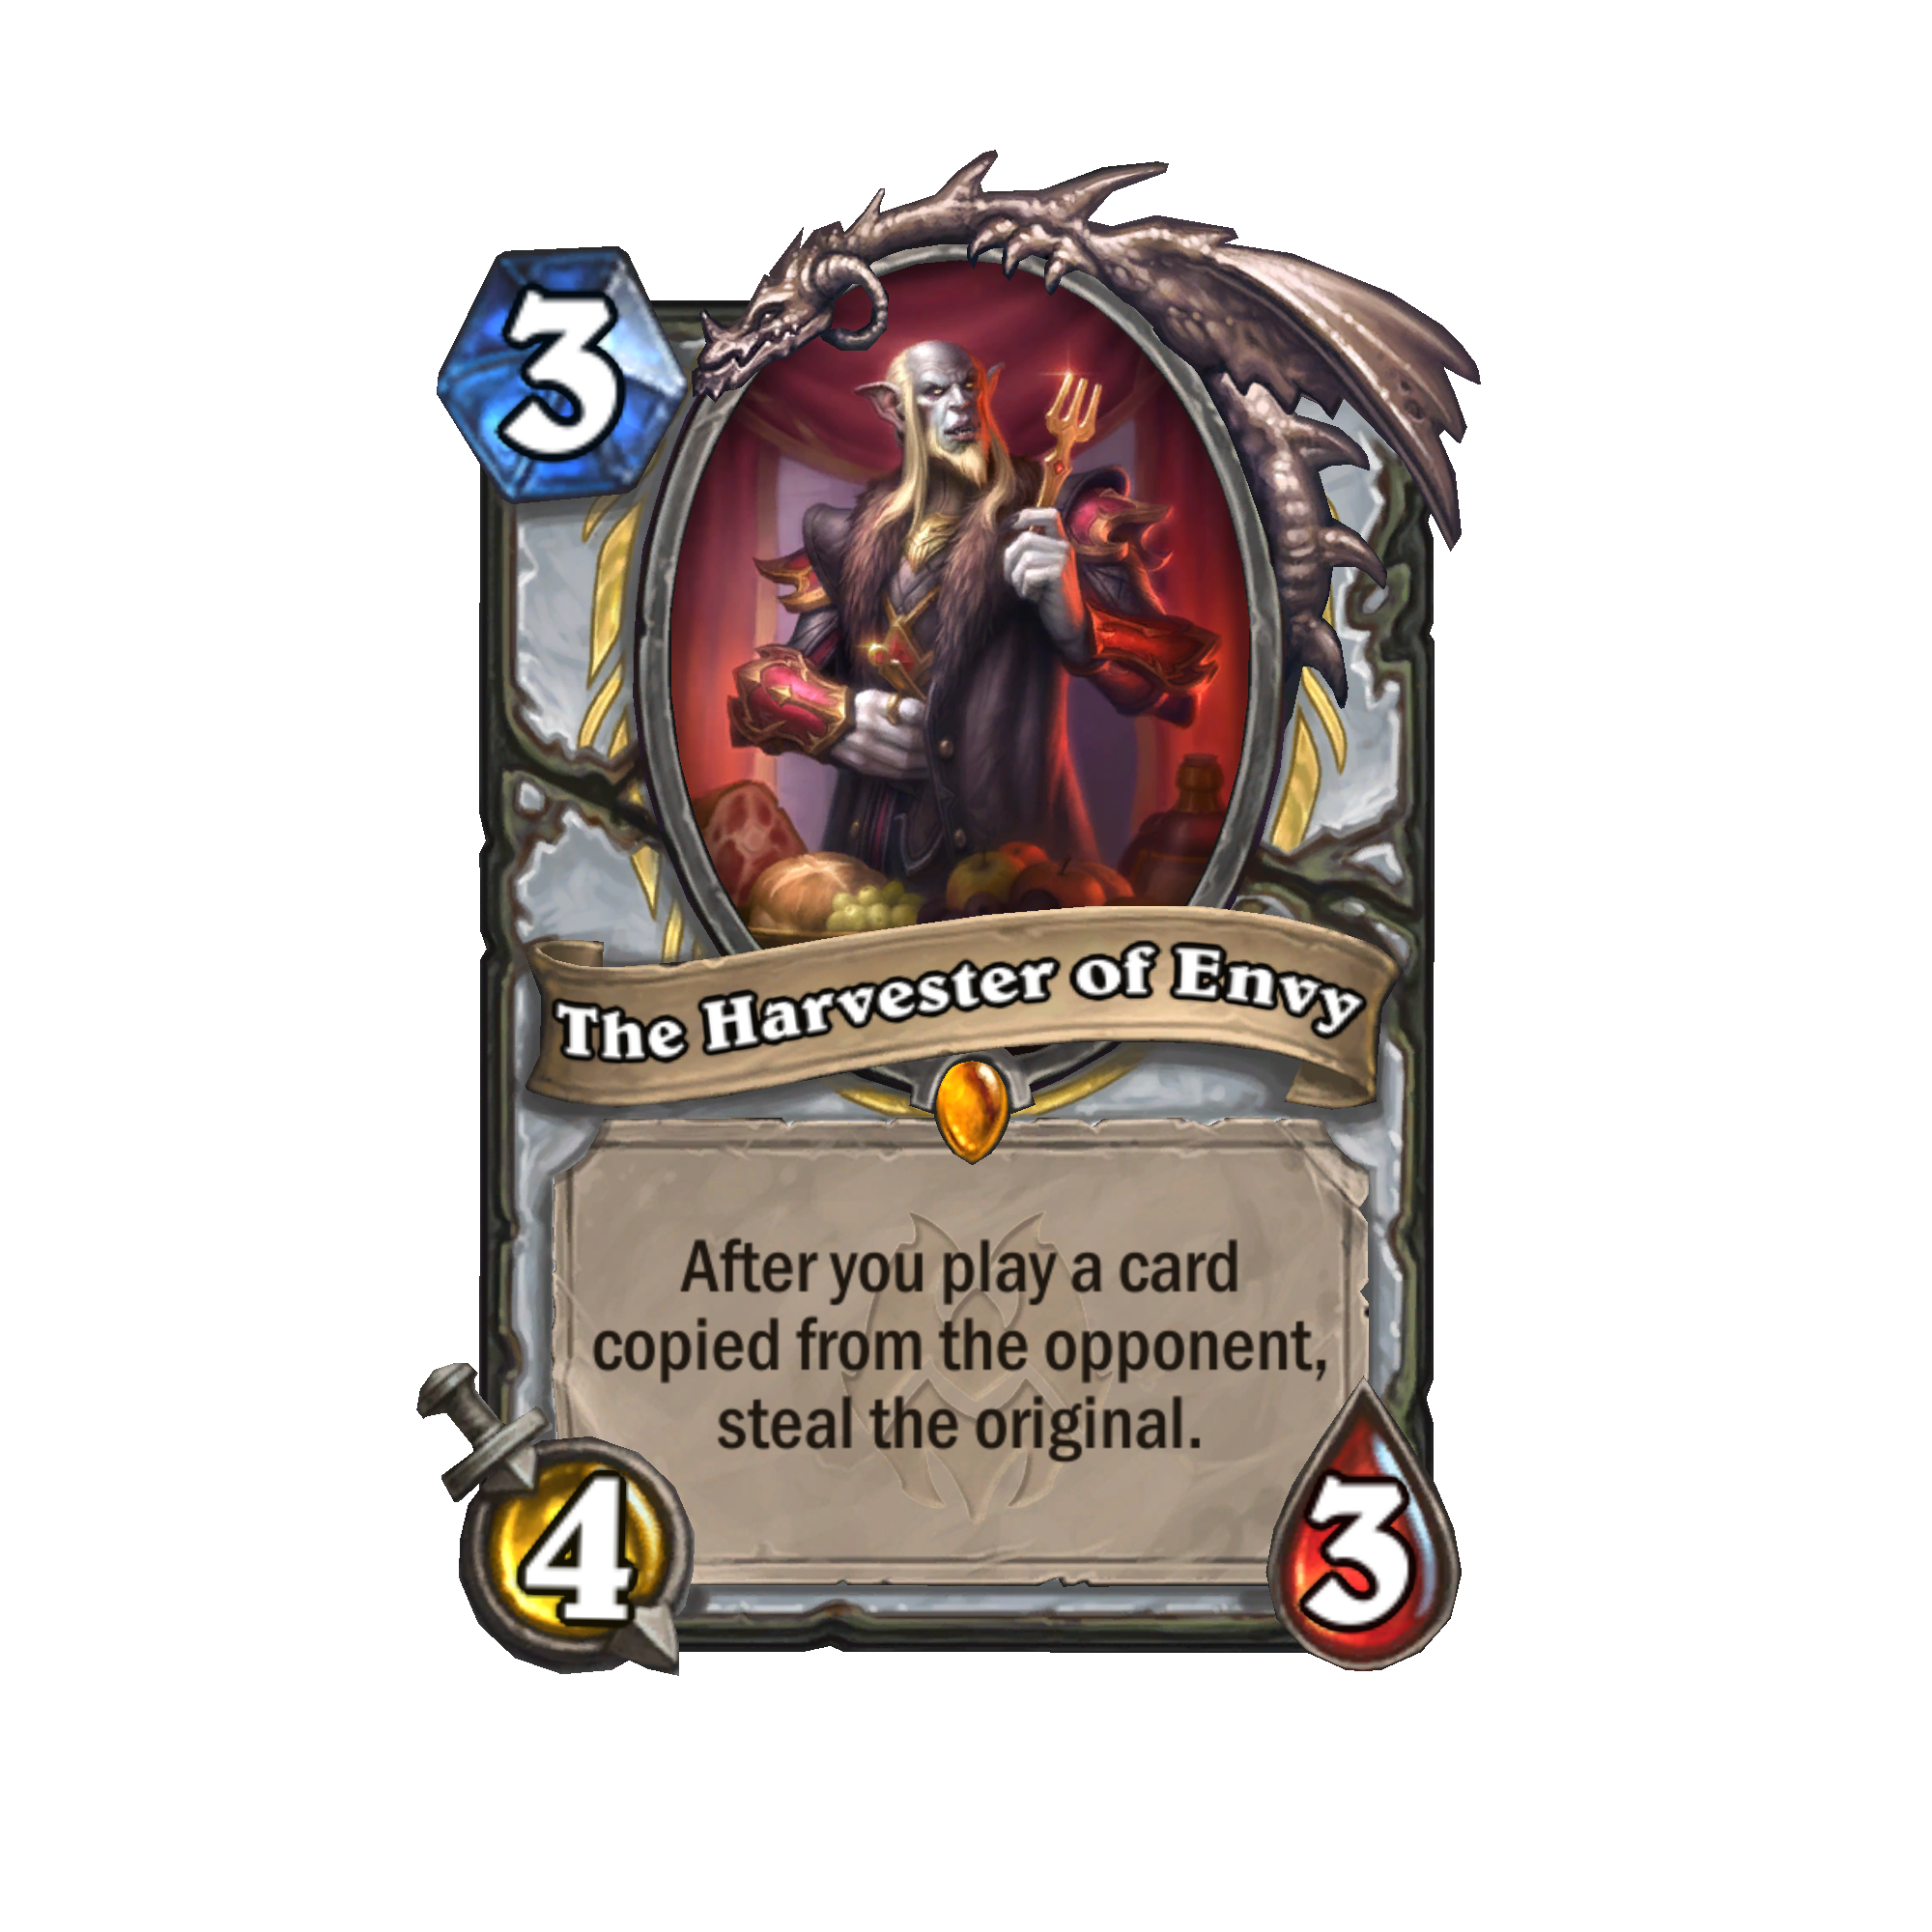 3
The Harvester of Envy
After you play a card
copied from the opponent,
steal the original.
4
3